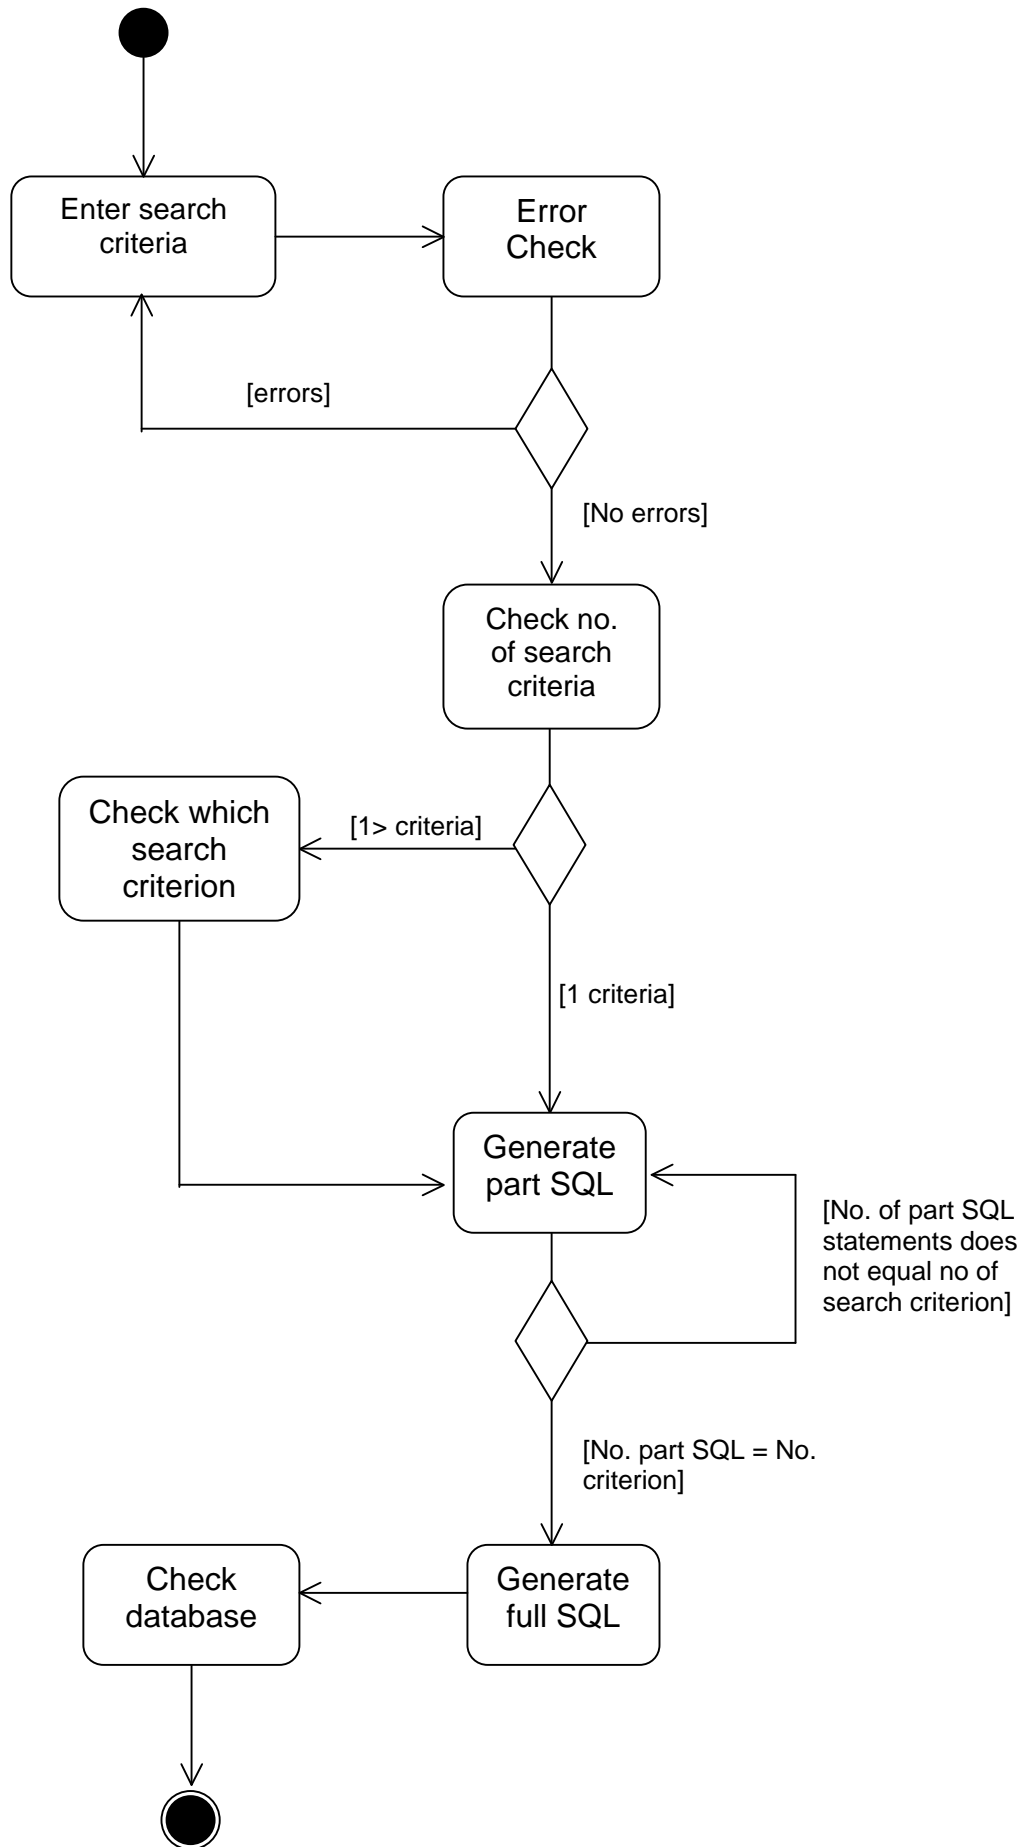 Enter search
criteria
Error
Check
[errors]
[No errors]
Check no.
of search
criteria
Check which
search
criterion
[1> criteria]
[1 criteria]
Generate
part SQL
[No. of part SQL
statements does
not equal no of
search criterion]
[No. part SQL = No.
criterion]
Check
database
Generate
full SQL